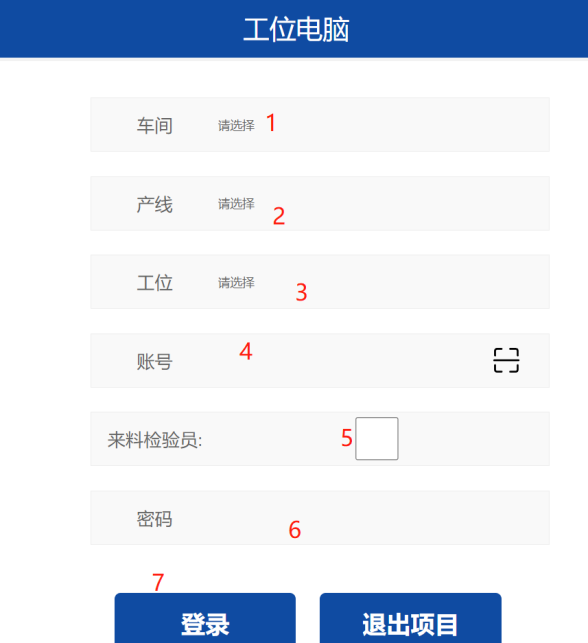 工位电脑
车间 请选择 1
产线 请选择 2
工位 请选择 3
账号 4
来料检验员: 5
密码 6
7
登录 退出项目